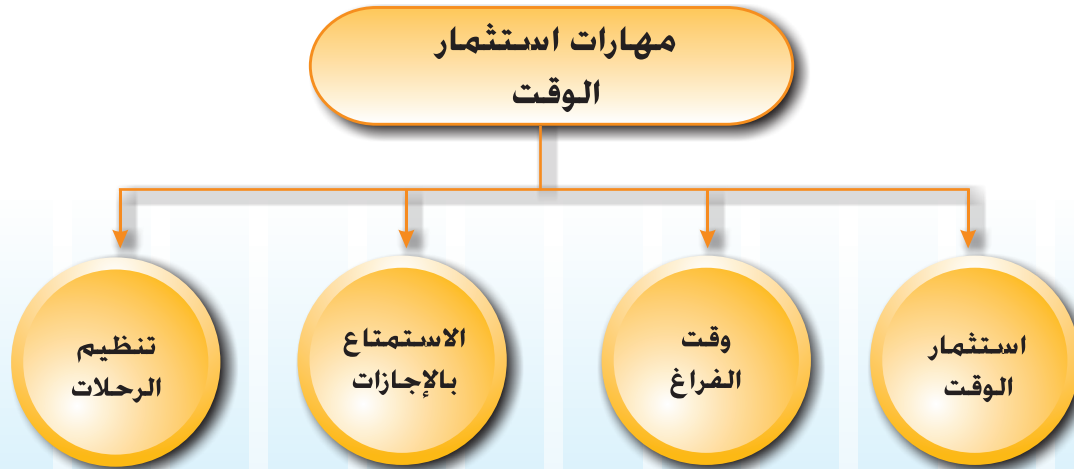 مهارات استثمار
الوقت
استثمار
الوقت
وقت
الفراغ
الاستمتاع
بالإجازات
تنظيم
الرحلات